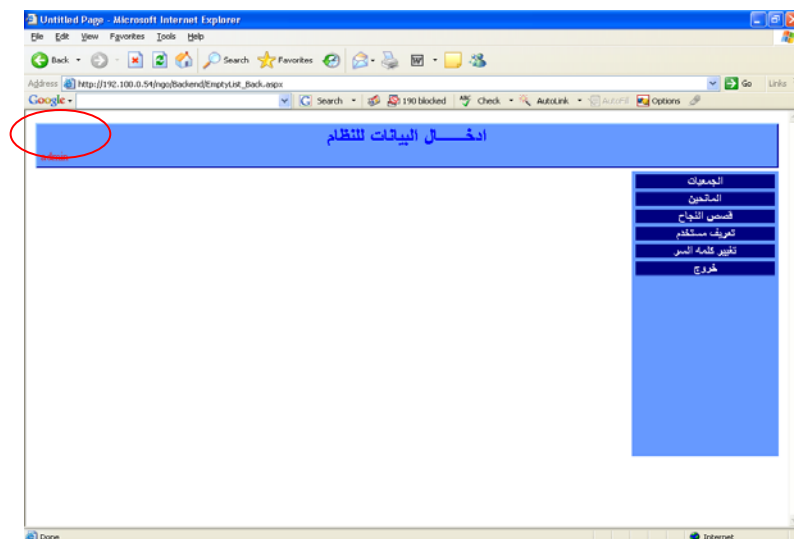 Untitled Page - Microsoft Internet Explorer
File Edit View Favorites Tools Help
Back Search Favorites
Address http://192.100.0.54/ngo/Backend/EmptyList_Back.aspx Go Links
Google Search 190 blocked Check AutoLink AutoFill Options
ادخـــــال البيانات للنظام
admin
الجمعيات
المانحين
قصص النجاح
تعريف مستخدم
تغيير كلمه السر
خروج
Done Internet